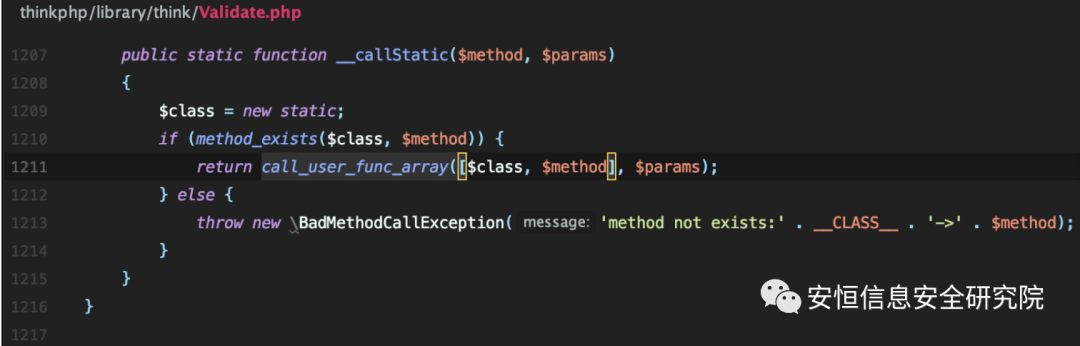 thinkphp/library/think/Validate.php
1207 public static function __callStatic($method, $params)
1208 {
1209 $class = new static;
1210 if (method_exists($class, $method)) {
1211 return call_user_func_array([$class, $method], $params);
1212 } else {
1213 throw new \BadMethodCallException( message: 'method not exists:' . __CLASS__ . '->' . $method);
1214 }
1215 }
1216 }
1217
安恒信息安全研究院